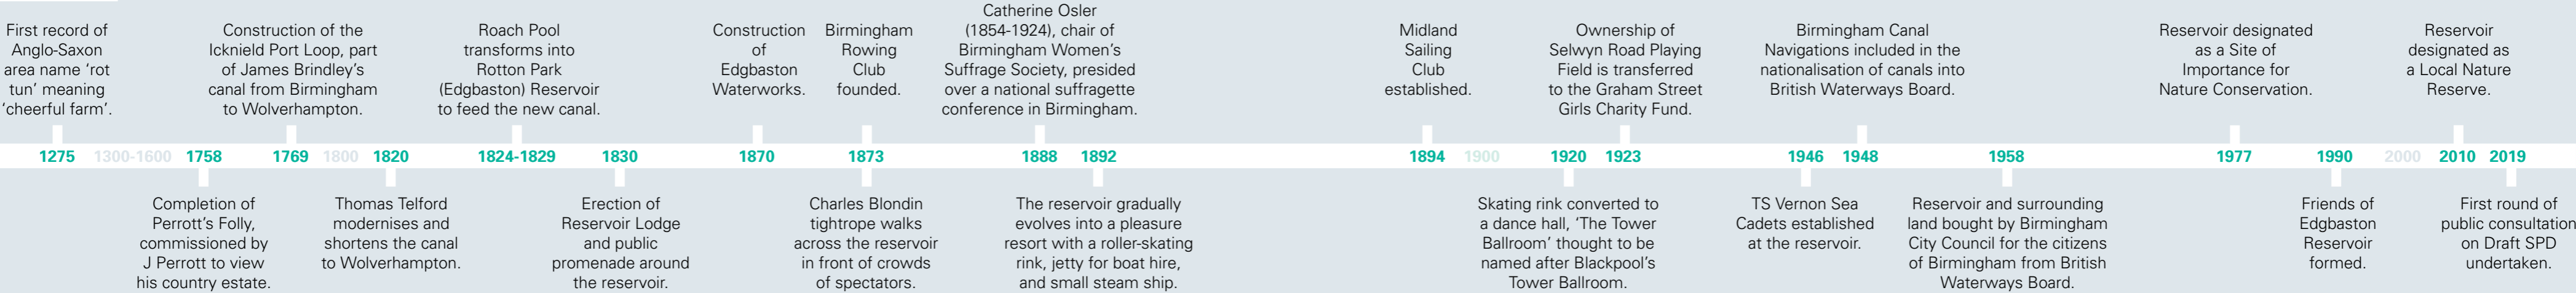 First record of
Anglo-Saxon
area name ‘rot
tun’ meaning
‘cheerful farm’.
Construction of the
Icknield Port Loop, part
of James Brindley’s
canal from Birmingham
to Wolverhampton.
Roach Pool
transforms into
Rotton Park
(Edgbaston) Reservoir
to feed the new canal.
Construction
of
Edgbaston
Waterworks.
Birmingham
Rowing
Club
founded.
Catherine Osler
(1854-1924), chair of
Birmingham Women’s
Suffrage Society, presided
over a national suffragette
conference in Birmingham.
Midland
Sailing
Club
established.
Ownership of
Selwyn Road Playing
Field is transferred
to the Graham Street
Girls Charity Fund.
Birmingham Canal
Navigations included in the
nationalisation of canals into
British Waterways Board.
Reservoir designated
as a Site of
Importance for
Nature Conservation.
Reservoir
designated as
a Local Nature
Reserve.
1275 1300-1600 1758 1769 1800 1820 1824-1829 1830 1870 1873 1888 1892 1894 1900 1920 1923 1946 1948 1958 1977 1990 2000 2010 2019
Completion of
Perrott’s Folly,
commissioned by
J Perrott to view
his country estate.
Thomas Telford
modernises and
shortens the canal
to Wolverhampton.
Erection of
Reservoir Lodge
and public
promenade around
the reservoir.
Charles Blondin
tightrope walks
across the reservoir
in front of crowds
of spectators.
The reservoir gradually
evolves into a pleasure
resort with a roller-skating
rink, jetty for boat hire,
and small steam ship.
Skating rink converted to
a dance hall, ‘The Tower
Ballroom’ thought to be
named after Blackpool’s
Tower Ballroom.
TS Vernon Sea
Cadets established
at the reservoir.
Reservoir and surrounding
land bought by Birmingham
City Council for the citizens
of Birmingham from British
Waterways Board.
Friends of
Edgbaston
Reservoir
formed.
First round of
public consultation
on Draft SPD
undertaken.